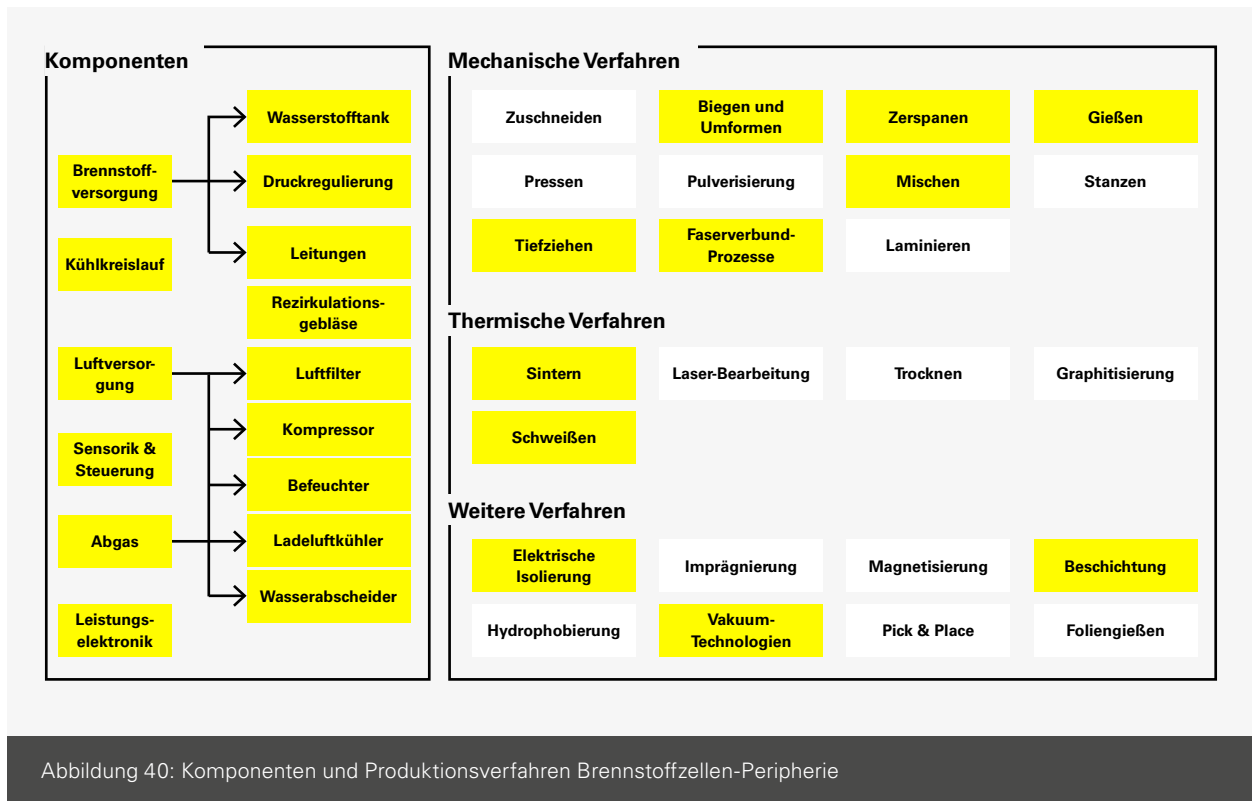 Komponenten
Wasserstofftank
Brennstoff-
versorgung
Druckregulierung
Kühlkreislauf
Leitungen
Rezirkulations-
gebläse
Luftversor-
gung
Luftfilter
Kompressor
Sensorik &
Steuerung
Befeuchter
Abgas
Ladeluftkühler
Wasserabscheider
Leistungs-
elektronik
Mechanische Verfahren
Zuschneiden
Biegen und
Umformen
Zerspanen
Gießen
Pressen
Pulverisierung
Mischen
Stanzen
Tiefziehen
Faserverbund-
Prozesse
Laminieren
Thermische Verfahren
Sintern
Laser-Bearbeitung
Trocknen
Graphitisierung
Schweißen
Weitere Verfahren
Elektrische
Isolierung
Imprägnierung
Magnetisierung
Beschichtung
Hydrophobierung
Vakuum-
Technologien
Pick & Place
Foliengießen
Abbildung 40: Komponenten und Produktionsverfahren Brennstoffzellen-Peripherie